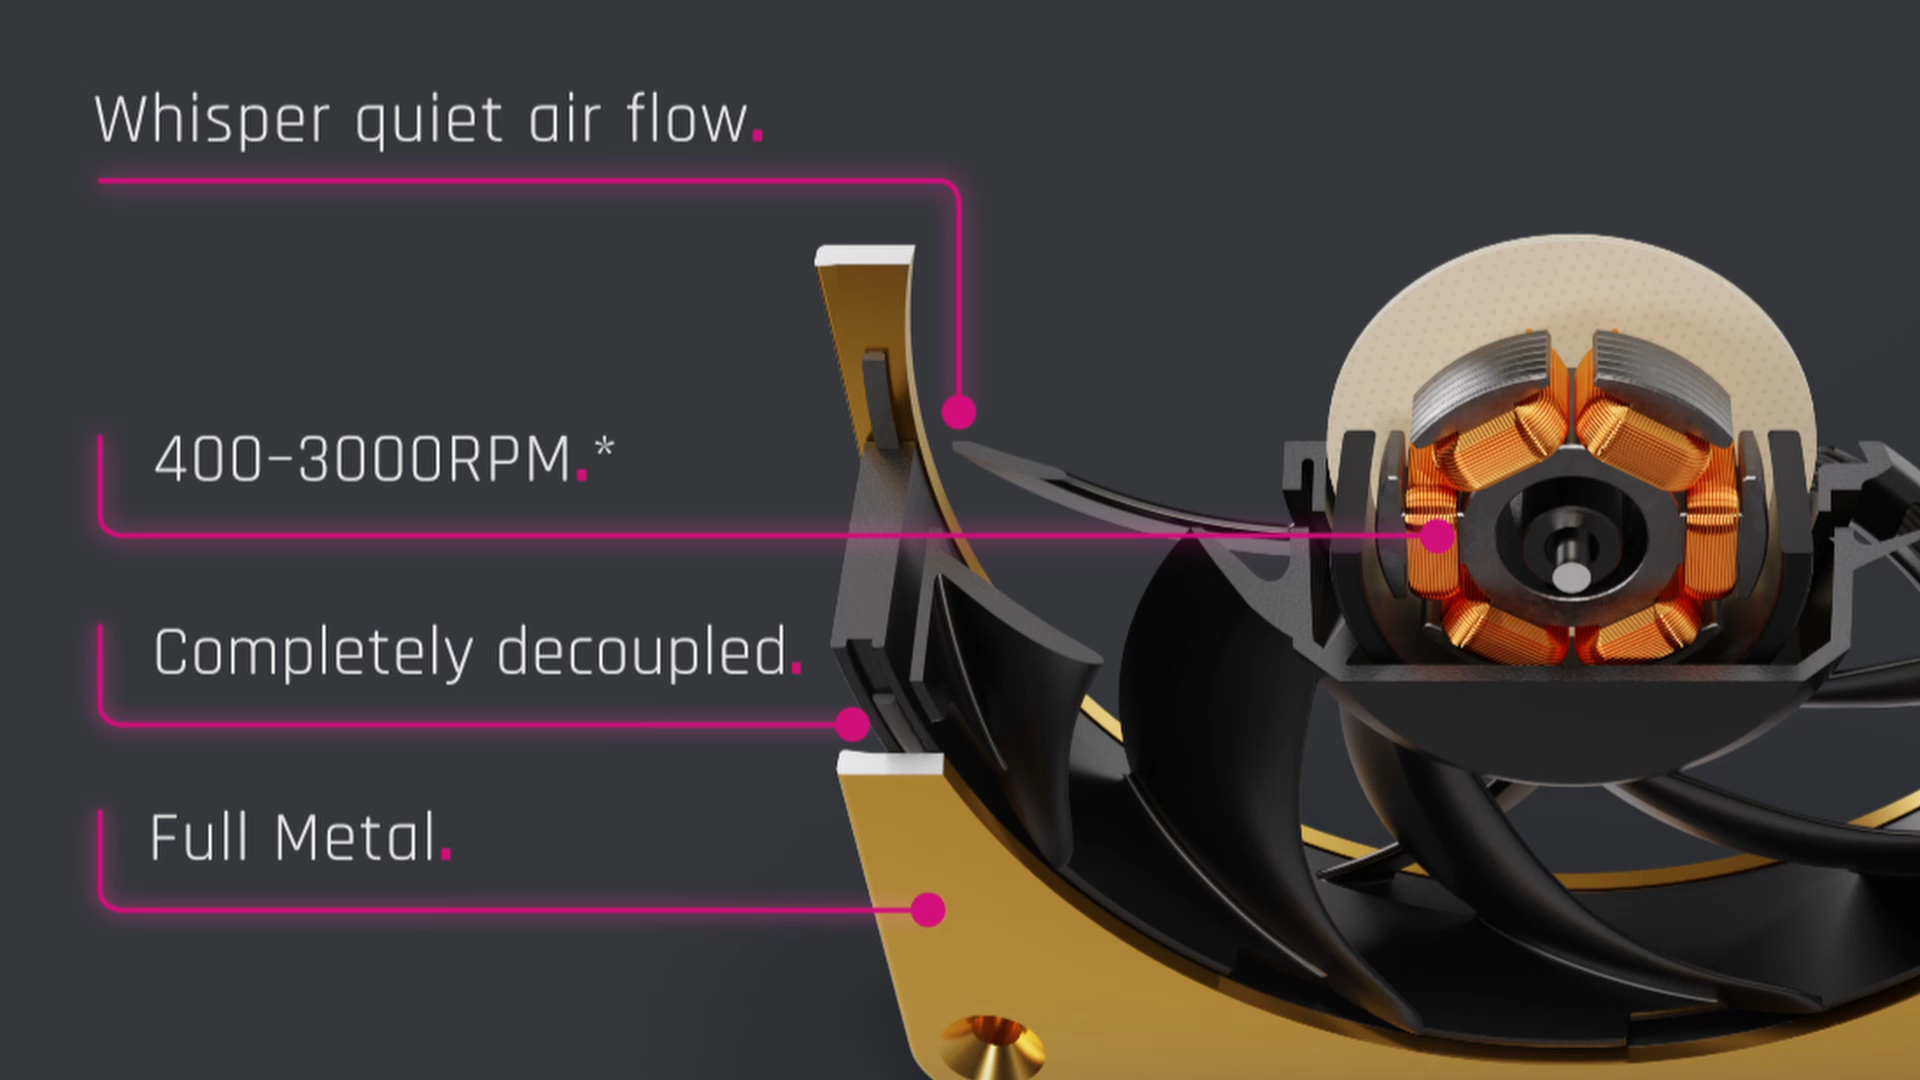 Whisper quiet air flow.
400-3000RPM.*
Completely decoupled.
Full Metal.